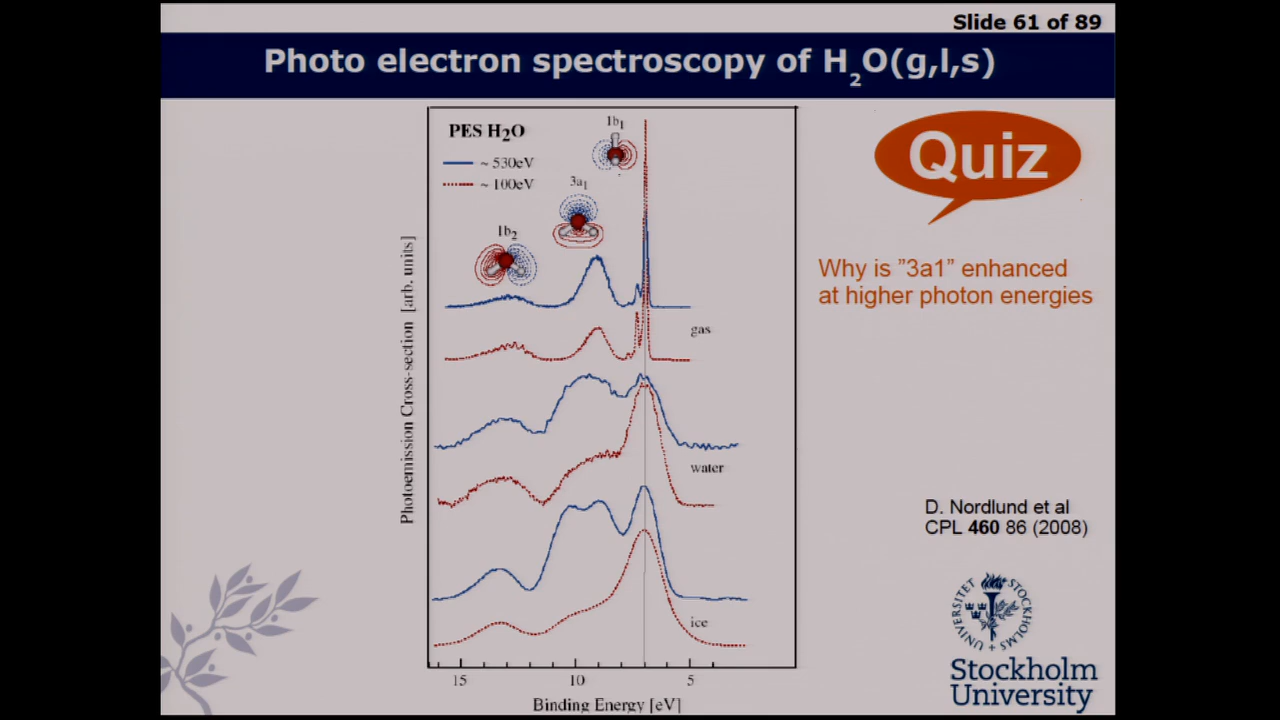 Slide 61 of 89
Photo electron spectroscopy of H2O(g,l,s)
PES H2O
~ 530eV
~ 100eV
1b1
3a1
1b2
gas
water
ice
Photoemission Cross-section [arb. units]
15
10
5
Binding Energy [eV]
Quiz
Why is ”3a1” enhanced
at higher photon energies
D. Nordlund et al
CPL 460 86 (2008)
STOCKHOLMS UNIVERSITET
Stockholm
University